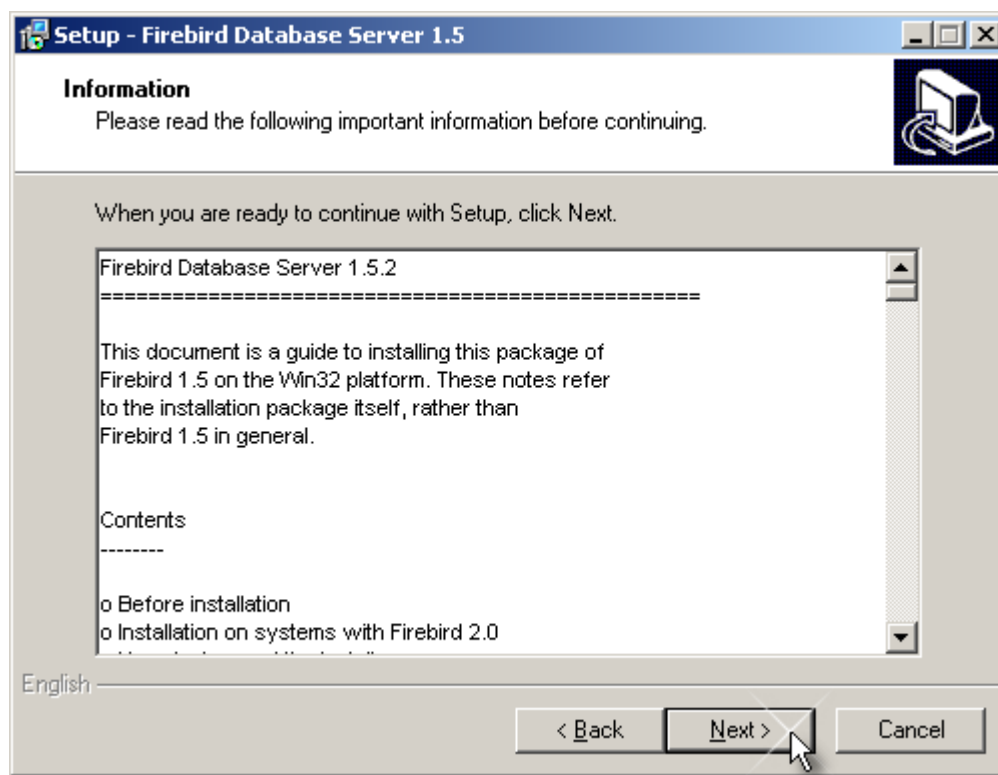 Setup - Firebird Database Server 1.5
Information
Please read the following important information before continuing.
When you are ready to continue with Setup, click Next.
Firebird Database Server 1.5.2
==================================================
This document is a guide to installing this package of
Firebird 1.5 on the Win32 platform. These notes refer
to the installation package itself, rather than
Firebird 1.5 in general.
Contents
--------
o Before installation
o Installation on systems with Firebird 2.0
English
< Back
Next >
Cancel